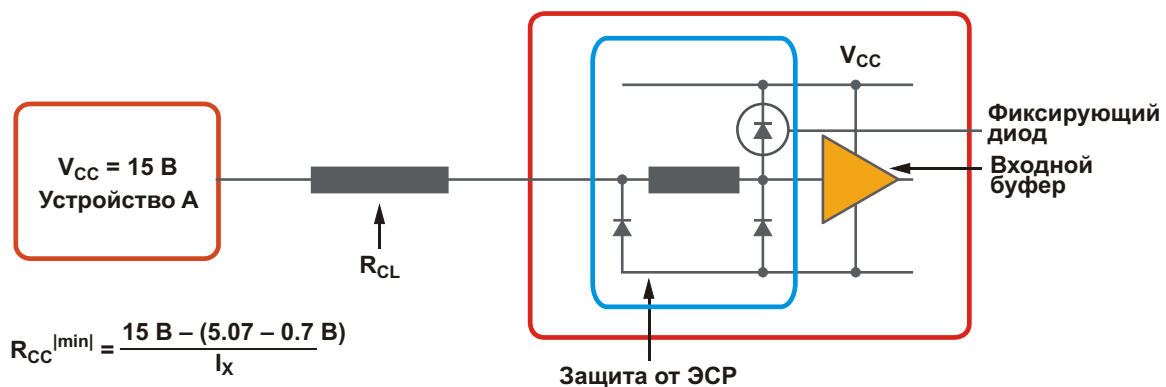 V_CC = 15 В
Устройство А
R_CL
V_CC
Фиксирующий
диод
Входной
буфер
Защита от ЭСР
R_CC^|min| = (15 В – (5.07 – 0.7 В)) / I_X